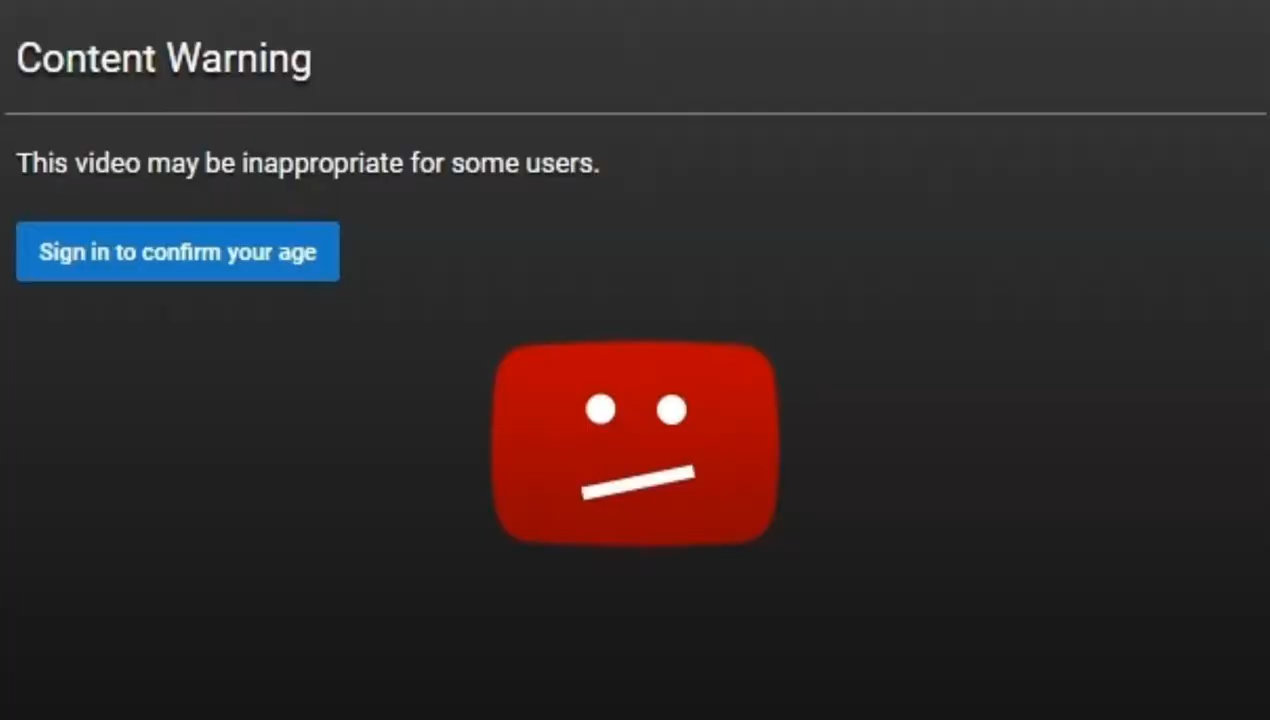 Content Warning
This video may be inappropriate for some users.
Sign in to confirm your age